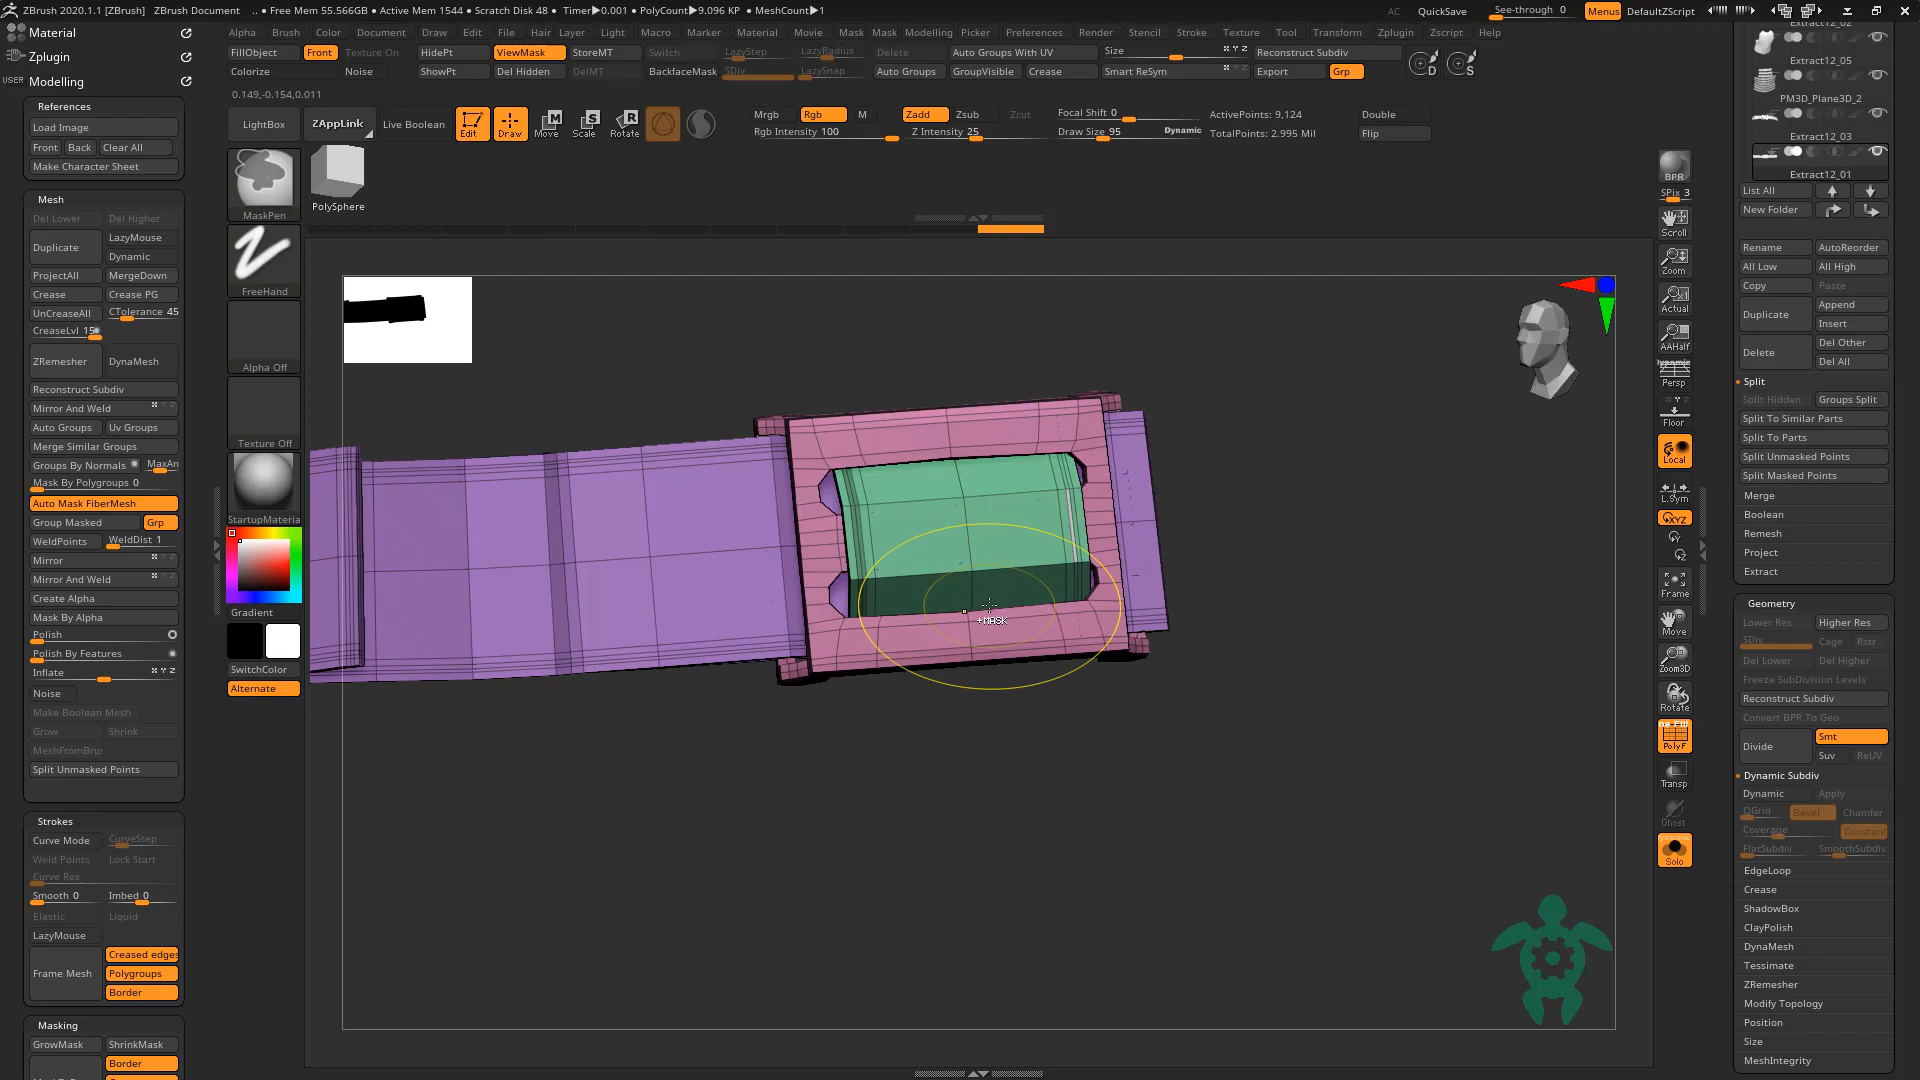 ZBrush 2020.1.1 [ZBrush] ZBrush Document .. • Free Mem 55.566GB • Active Mem 1544 • Scratch Disk 48 • Timer▶0.001 • PolyCount▶9.096 KP • MeshCount▶1 AC QuickSave See-through 0 Menus DefaultZScript
Material
Zplugin
USER Modelling
Alpha Brush Color Document Draw Edit File Hair Layer Light Macro Marker Material Movie Mask Mask Modelling Picker Preferences Render Stencil Stroke Texture Tool Transform Zplugin Zscript Help
FillObject Front Texture On HidePt ViewMask StoreMT Switch LazyStep LazyRadius Delete Auto Groups With UV Size Reconstruct Subdiv
Colorize Noise ShowPt Del Hidden DelMT BackfaceMask SDiv LazySnap Auto Groups GroupVisible Crease Smart ReSym Export Grp
D S
0.149,-0.154,0.011
LightBox ZAppLink Live Boolean Edit Draw Move Scale Rotate
Mrgb Rgb M Zadd Zsub Zcut Focal Shift 0 ActivePoints: 9,124 Double
Rgb Intensity 100 Z Intensity 25 Draw Size 95 Dynamic TotalPoints: 2.995 Mil Flip
References
Load Image
Front Back Clear All
Make Character Sheet
Mesh
Del Lower Del Higher
Duplicate LazyMouse
Dynamic
ProjectAll MergeDown
Crease Crease PG
UnCreaseAll CTolerance 45
CreaseLvl 15
ZRemesher DynaMesh
Reconstruct Subdiv
Mirror And Weld
Auto Groups Uv Groups
Merge Similar Groups
Groups By Normals MaxAn
Mask By Polygroups 0
Auto Mask FiberMesh
Group Masked Grp
WeldPoints WeldDist 1
Mirror
Mirror And Weld
Create Alpha
Mask By Alpha
Polish
Polish By Features
Inflate
Noise
Make Boolean Mesh
Grow Shrink
MeshFromBru
Split Unmasked Points
Strokes
Curve Mode CurveStep
Weld Points Lock Start
Curve Res
Smooth 0 Imbed 0
Elastic Liquid
LazyMouse
Frame Mesh Creased edges
Polygroups
Border
Masking
GrowMask ShrinkMask
Border
MaskPen
PolySphere
FreeHand
Alpha Off
Texture Off
StartupMateria
Gradient
SwitchColor
Alternate
+MASK
BPR
SPix 3
Scroll
Zoom
Actual
AAHalf
Dynamic
Persp
Floor
Local
L.Sym
XYZ
Frame
Move
Zoom3D
Rotate
PolyF
Transp
Ghost
Solo
Extract12_02
Extract12_05
PM3D_Plane3D_2
Extract12_03
Extract12_01
List All
New Folder
Rename AutoReorder
All Low All High
Copy Paste
Duplicate Append
Insert
Delete Del Other
Del All
Split
Split Hidden Groups Split
Split To Similar Parts
Split To Parts
Split Unmasked Points
Split Masked Points
Merge
Boolean
Remesh
Project
Extract
Geometry
Lower Res Higher Res
SDiv Cage Rstr
Del Lower Del Higher
Freeze SubDivision Levels
Reconstruct Subdiv
Convert BPR To Geo
Divide Smt
Suv ReUV
Dynamic Subdiv
Dynamic Apply
QGrid Bevel Chamfer
Coverage Constant
FlatSubdiv SmoothSubdiv
EdgeLoop
Crease
ShadowBox
ClayPolish
DynaMesh
Tessimate
ZRemesher
Modify Topology
Position
Size
MeshIntegrity